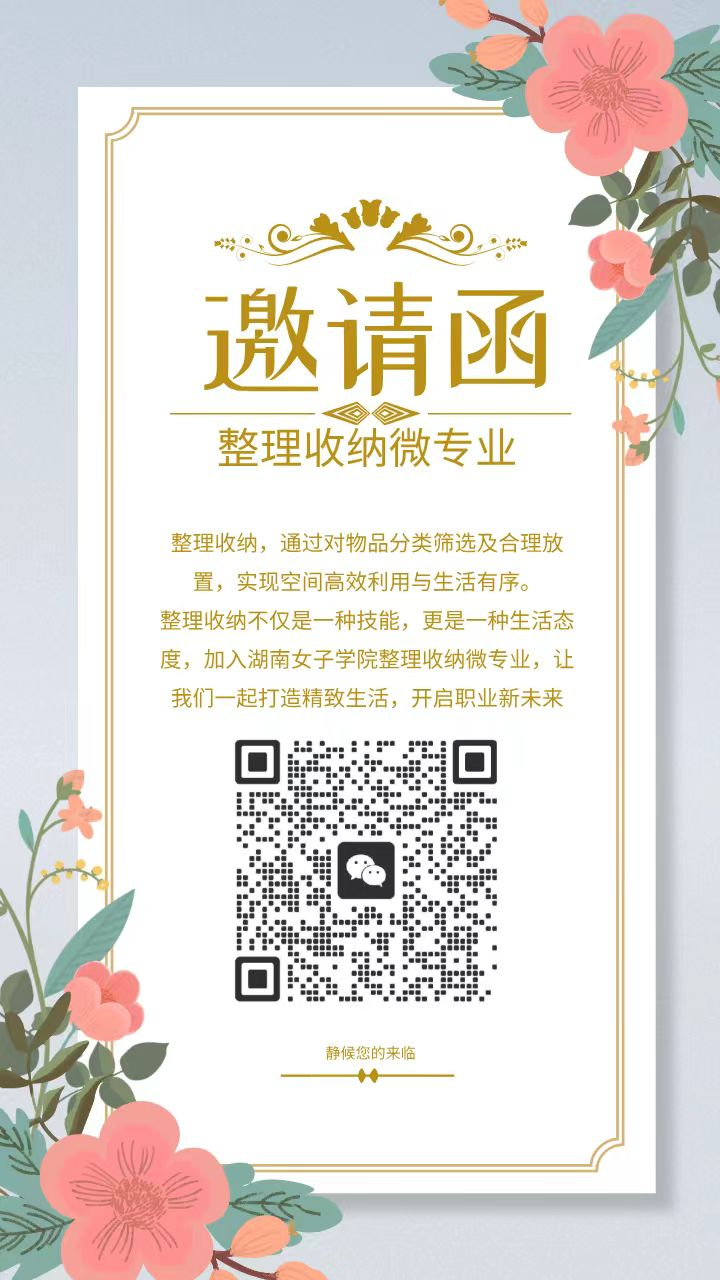 邀请函
整理收纳微专业
整理收纳，通过对物品分类筛选及合理放
置，实现空间高效利用与生活有序。
整理收纳不仅是一种技能，更是一种生活态
度，加入湖南女子学院整理收纳微专业，让
我们一起打造精致生活，开启职业新未来
静候您的来临